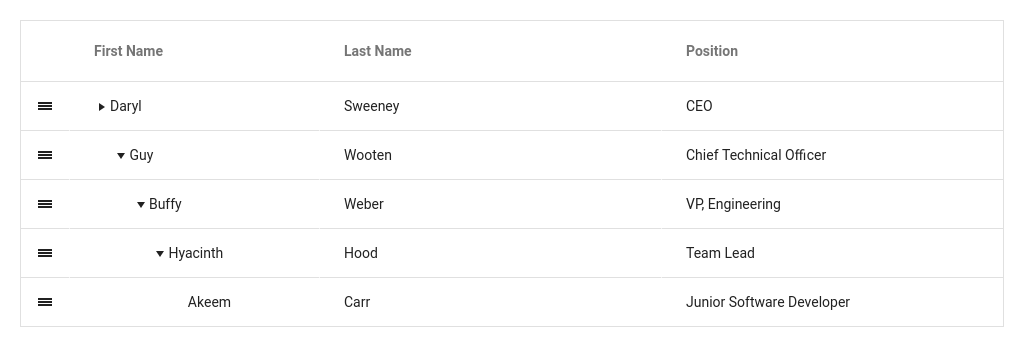 First Name Last Name Position
Daryl Sweeney CEO
Guy Wooten Chief Technical Officer
Buffy Weber VP, Engineering
Hyacinth Hood Team Lead
Akeem Carr Junior Software Developer